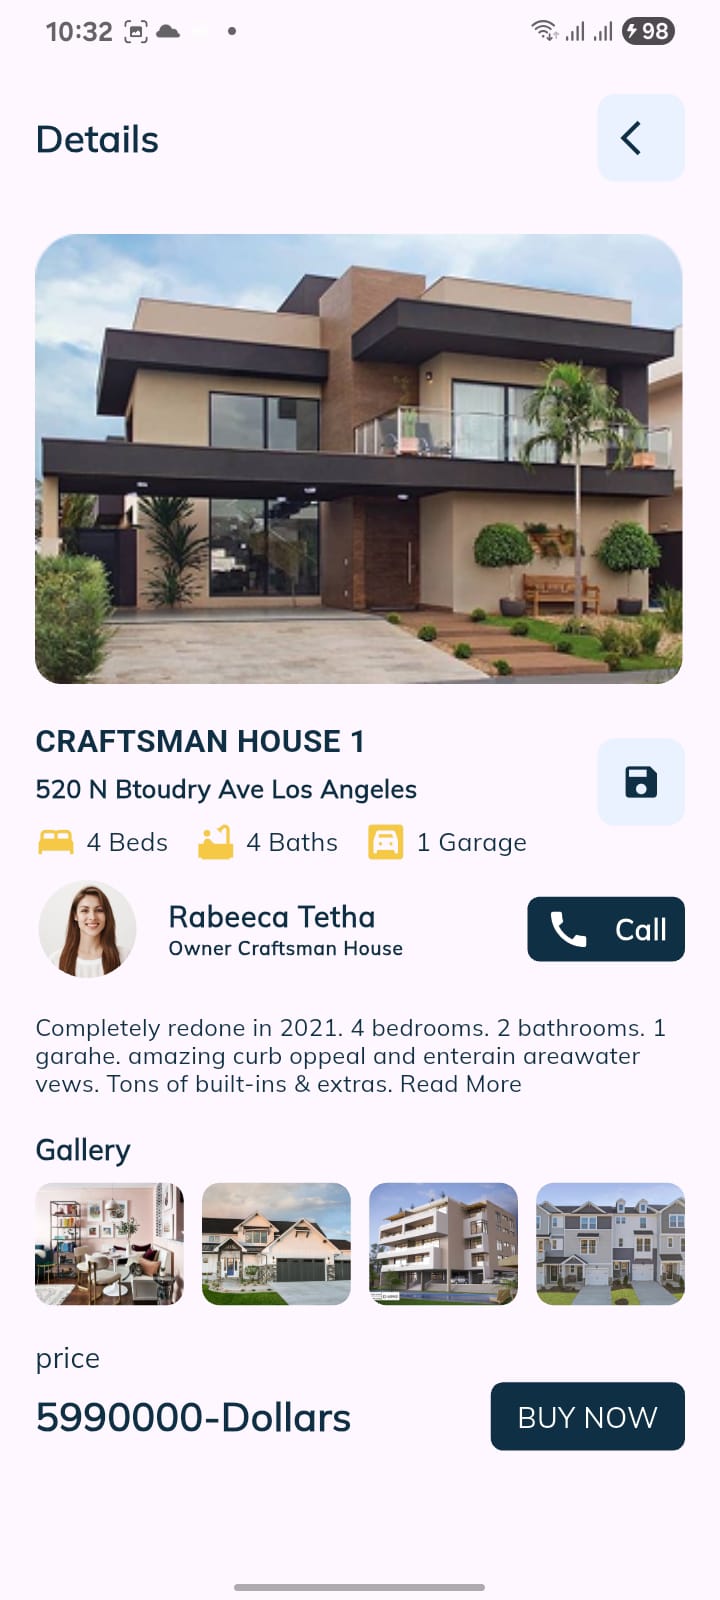 10:32
98
Details
CRAFTSMAN HOUSE 1
520 N Btoudry Ave Los Angeles
4 Beds 4 Baths 1 Garage
Rabeeca Tetha
Owner Craftsman House
Call
Completely redone in 2021. 4 bedrooms. 2 bathrooms. 1
garahe. amazing curb oppeal and enterain areawater
vews. Tons of built-ins & extras. Read More
Gallery
price
5990000-Dollars
BUY NOW